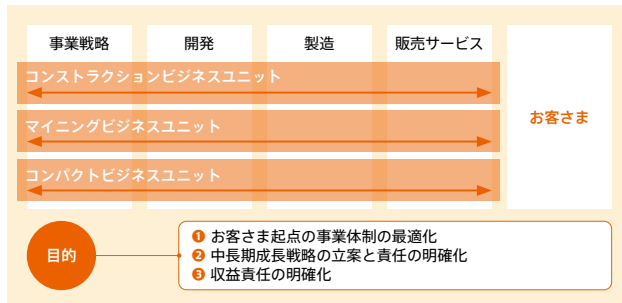 事業戦略 開発 製造 販売サービス
コンストラクションビジネスユニット
マイニングビジネスユニット
コンパクトビジネスユニット
お客さま
目的
❶ お客さま起点の事業体制の最適化
❷ 中長期成長戦略の立案と責任の明確化
❸ 収益責任の明確化